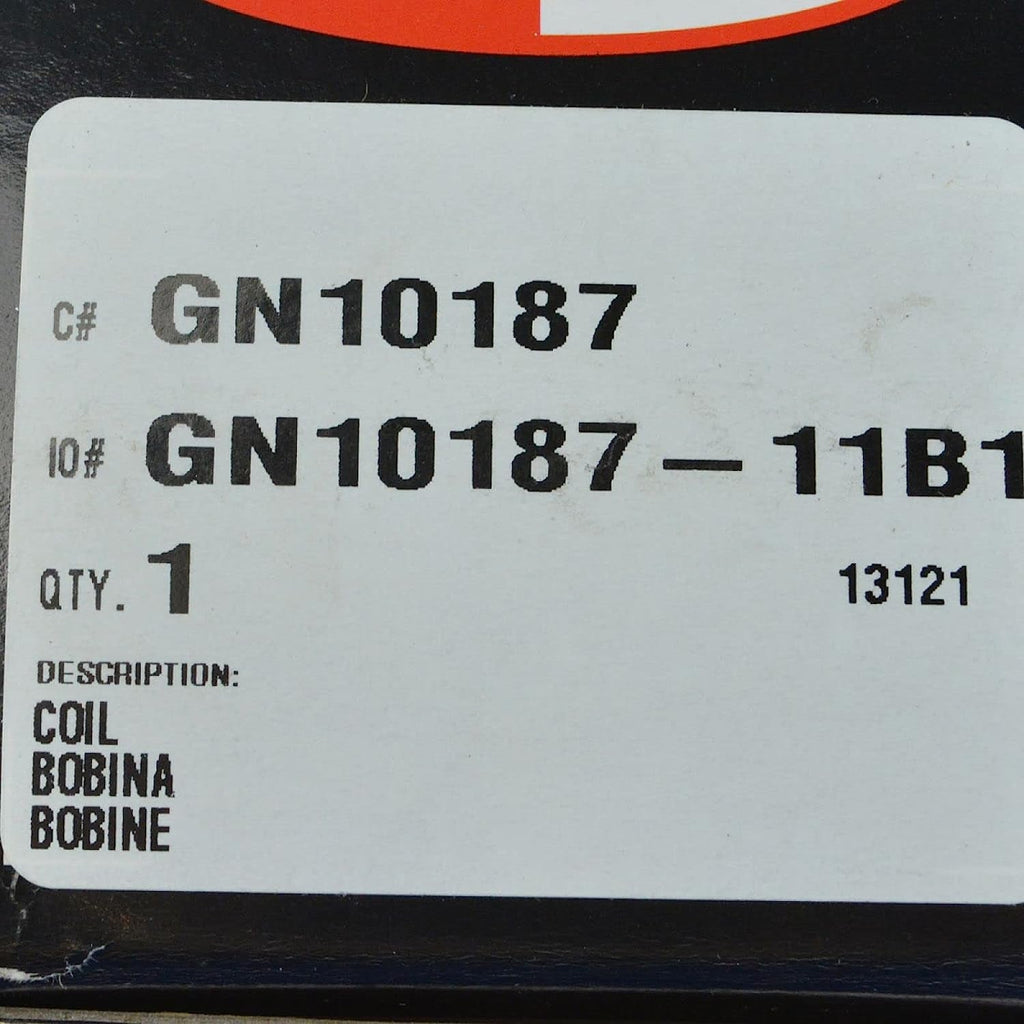 C# GN10187
IO# GN10187-11B1
QTY. 1 13121
DESCRIPTION:
COIL
BOBINA
BOBINE